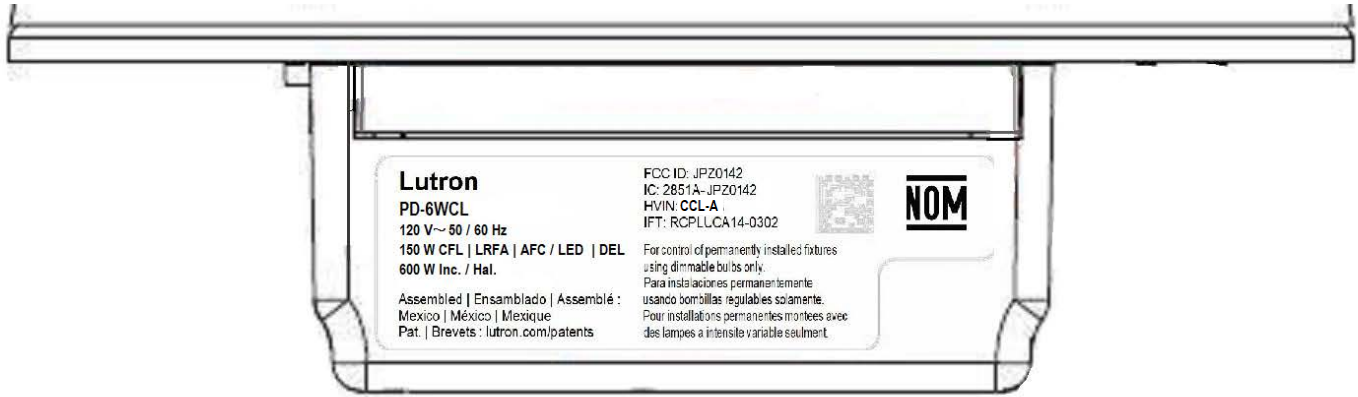 Lutron
PD-6WCL
120 V~ 50 / 60 Hz
150 W CFL | LRFA | AFC / LED | DEL
600 W Inc. / Hal.
Assembled | Ensamblado | Assemblé :
Mexico | México | Mexique
Pat. | Brevets : lutron.com/patents
FCC ID: JPZ0142
IC: 2851A-JPZ0142
HVIN: CCL-A
IFT: RCPLUCA14-0302
For control of permanently installed fixtures
using dimmable bulbs only.
Para instalaciones permanentemente
usando bombillas regulables solamente.
Pour installations permanentes montees avec
des lampes a intensite variable seulment.
NOM